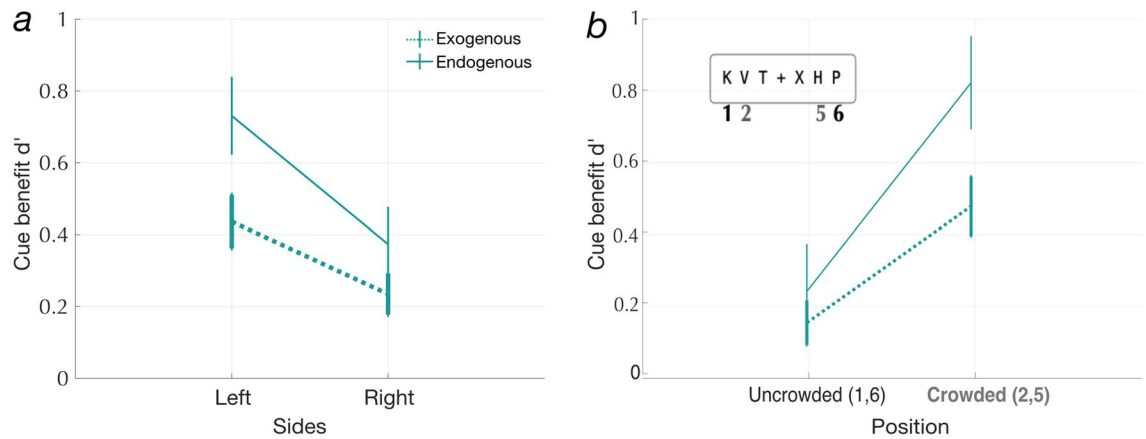 a
1
0.8
0.6
0.4
0.2
0
Cue benefit d'
Exogenous
Endogenous
Left
Right
Sides
b
1
0.8
0.6
0.4
0.2
0
Cue benefit d'
K V T + X H P
1 2 5 6
Uncrowded (1,6)
Crowded (2,5)
Position